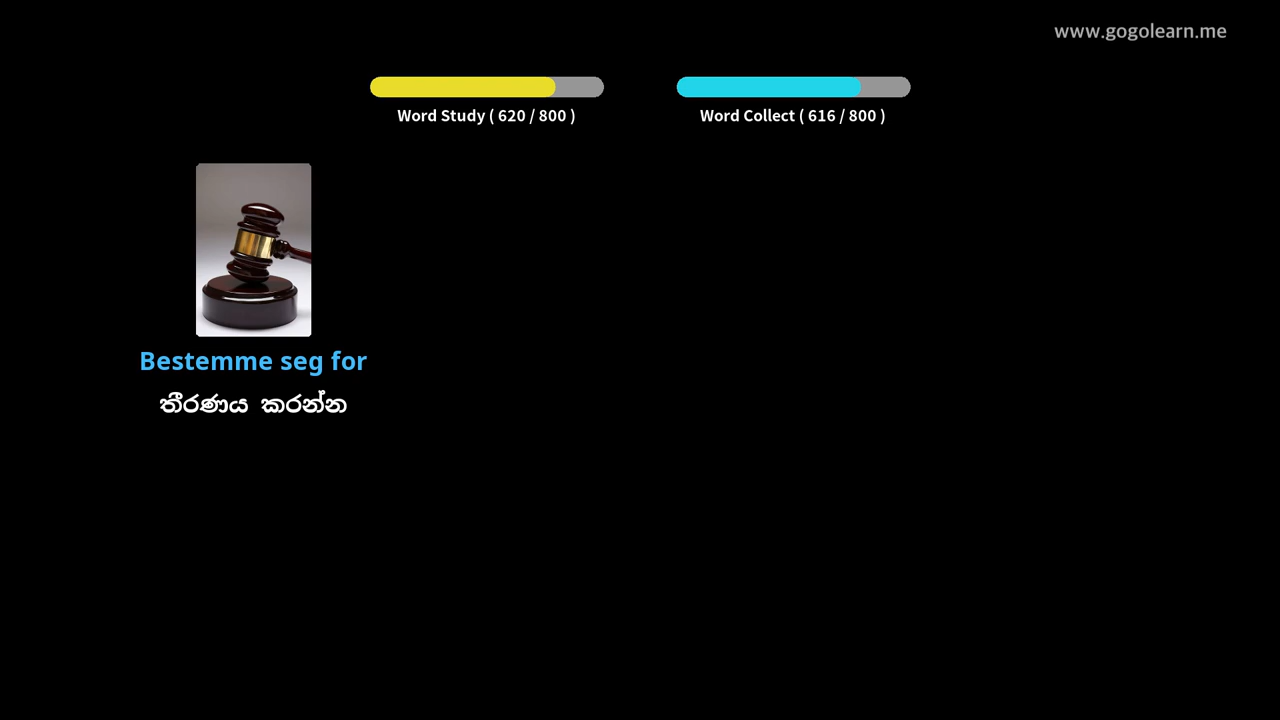 www.gogolearn.me
Word Study ( 620 / 800 )
Word Collect ( 616 / 800 )
Bestemme seg for
තීරණය කරන්න